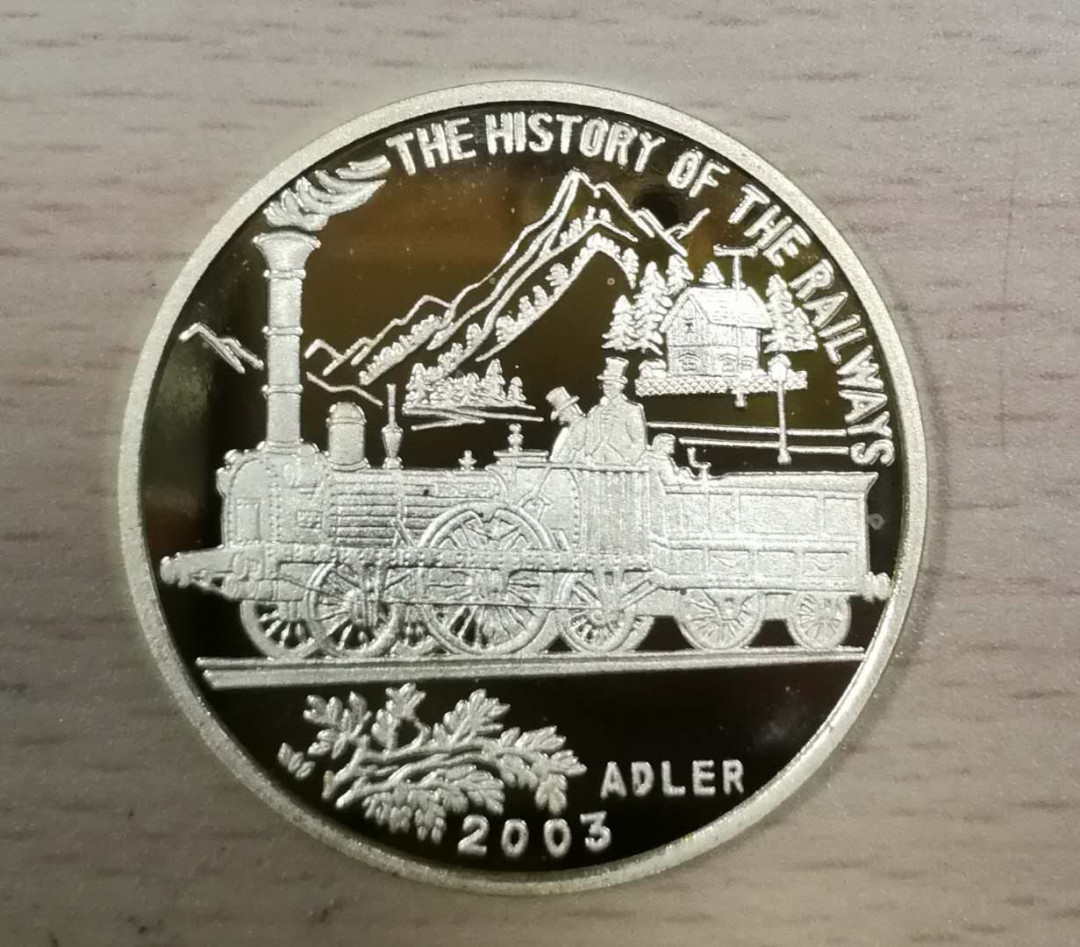 THE HISTORY OF THE RAILWAYS
ADLER
2003